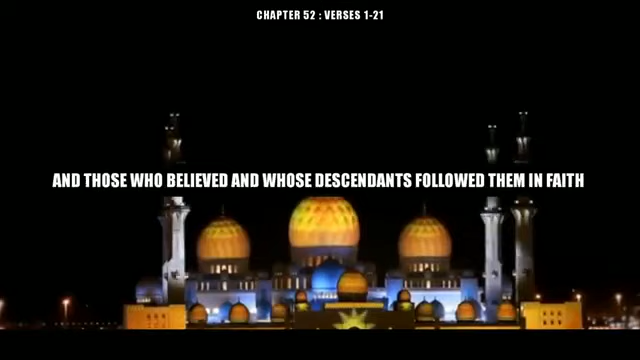 CHAPTER 52 : VERSES 1-21
AND THOSE WHO BELIEVED AND WHOSE DESCENDANTS FOLLOWED THEM IN FAITH